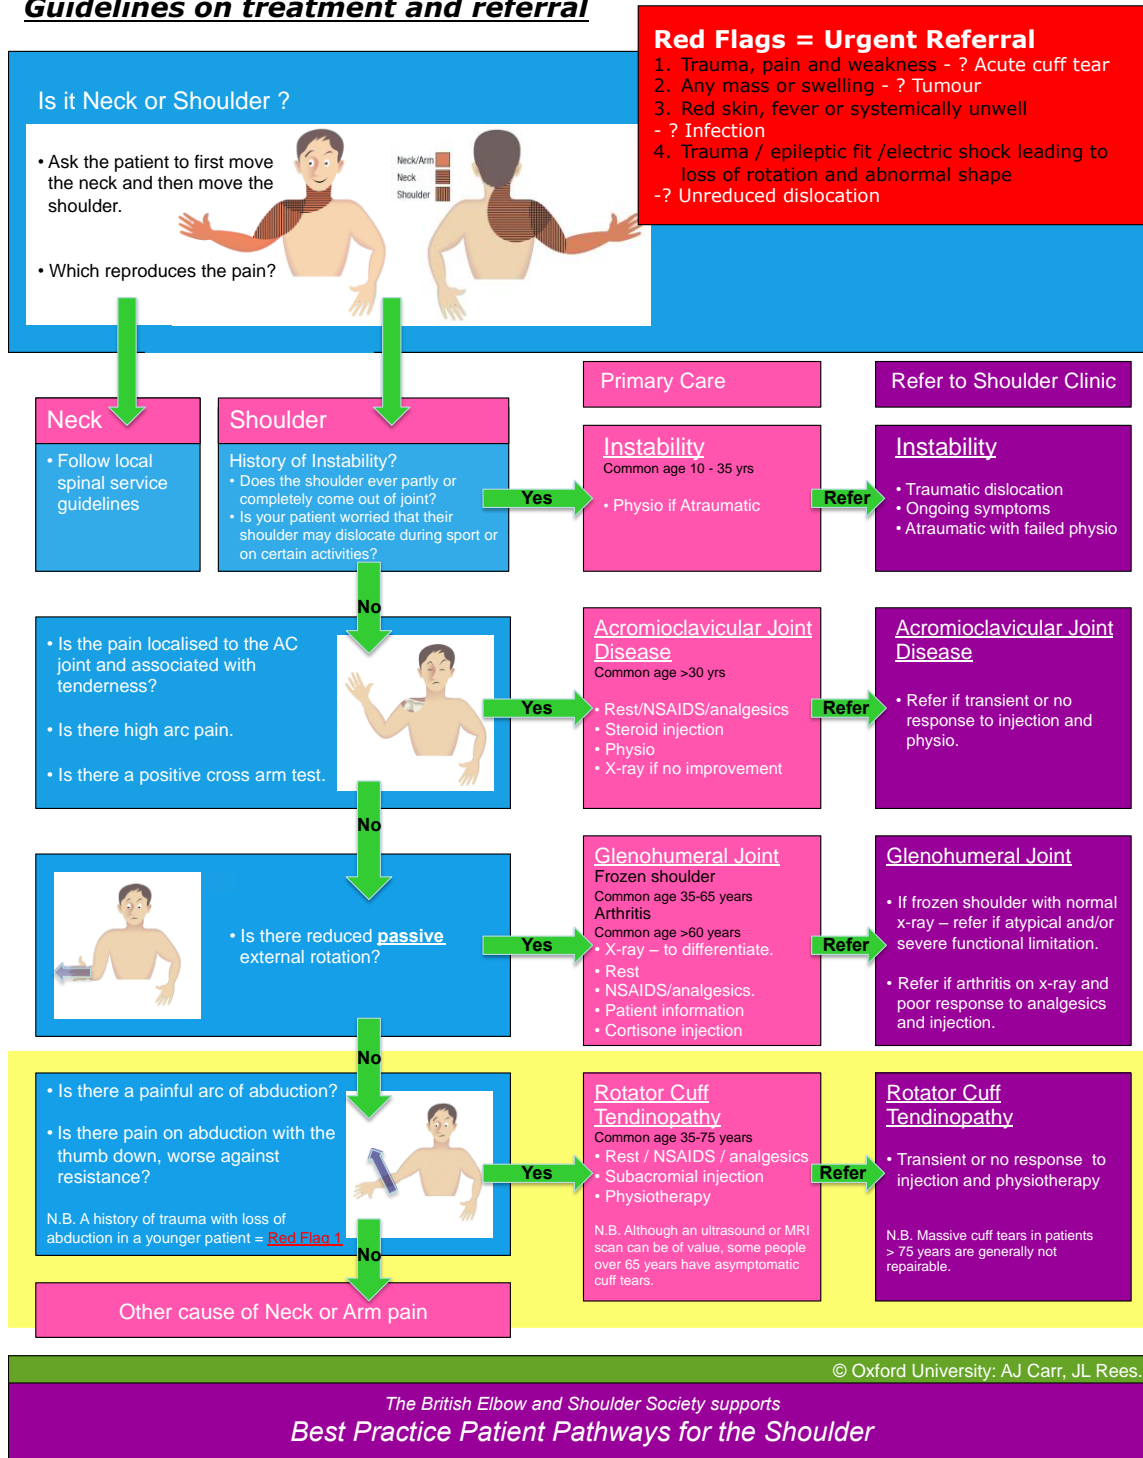 Guidelines on treatment and referral
Red Flags = Urgent Referral
1. Trauma, pain and weakness - ? Acute cuff tear
2. Any mass or swelling - ? Tumour
3. Red skin, fever or systemically unwell
- ? Infection
4. Trauma / epileptic fit /electric shock leading to
loss of rotation and abnormal shape
-? Unreduced dislocation
Is it Neck or Shoulder ?
• Ask the patient to first move
the neck and then move the
shoulder.
• Which reproduces the pain?
Neck/Arm
Neck
Shoulder
Primary Care
Refer to Shoulder Clinic
Neck
• Follow local
spinal service
guidelines
Shoulder
History of Instability?
• Does the shoulder ever partly or
completely come out of joint?
• Is your patient worried that their
shoulder may dislocate during sport or
on certain activities?
Yes
Instability
Common age 10 - 35 yrs
• Physio if Atraumatic
Refer
Instability
• Traumatic dislocation
• Ongoing symptoms
• Atraumatic with failed physio
No
• Is the pain localised to the AC
joint and associated with
tenderness?
• Is there high arc pain.
• Is there a positive cross arm test.
Yes
Acromioclavicular Joint
Disease
Common age >30 yrs
• Rest/NSAIDS/analgesics
• Steroid injection
• Physio
• X-ray if no improvement
Refer
Acromioclavicular Joint
Disease
• Refer if transient or no
response to injection and
physio.
No
• Is there reduced passive
external rotation?
Yes
Glenohumeral Joint
Frozen shoulder
Common age 35-65 years
Arthritis
Common age >60 years
• X-ray – to differentiate.
• Rest
• NSAIDS/analgesics.
• Patient information
• Cortisone injection
Refer
Glenohumeral Joint
• If frozen shoulder with normal
x-ray – refer if atypical and/or
severe functional limitation.
• Refer if arthritis on x-ray and
poor response to analgesics
and injection.
No
• Is there a painful arc of abduction?
• Is there pain on abduction with the
thumb down, worse against
resistance?
N.B. A history of trauma with loss of
abduction in a younger patient = Red Flag 1
Yes
Rotator Cuff
Tendinopathy
Common age 35-75 years
• Rest / NSAIDS / analgesics
• Subacromial injection
• Physiotherapy
N.B. Although an ultrasound or MRI
scan can be of value, some people
over 65 years have asymptomatic
cuff tears.
Refer
Rotator Cuff
Tendinopathy
• Transient or no response to
injection and physiotherapy
N.B. Massive cuff tears in patients
> 75 years are generally not
repairable.
No
Other cause of Neck or Arm pain
© Oxford University: AJ Carr, JL Rees.
The British Elbow and Shoulder Society supports
Best Practice Patient Pathways for the Shoulder